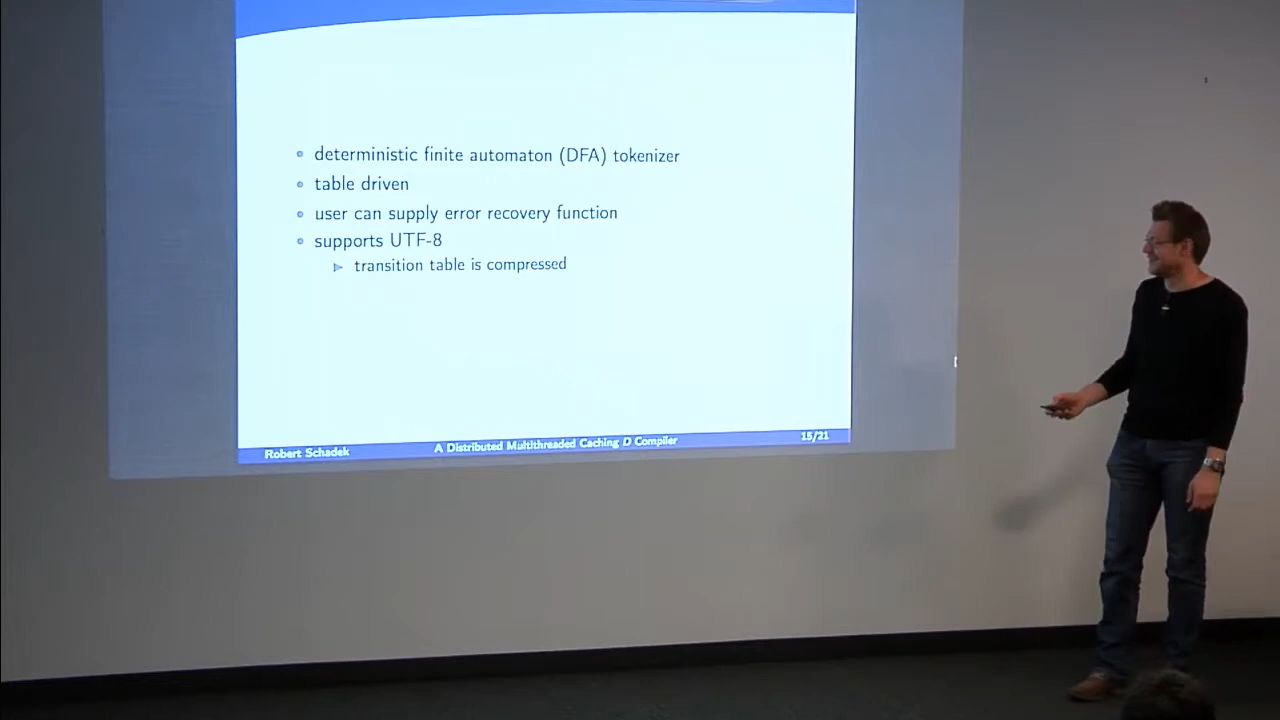 deterministic finite automaton (DFA) tokenizer
table driven
user can supply error recovery function
supports UTF-8
transition table is compressed
Robert Schadek A Distributed Multithreaded Caching D Compiler 15/21